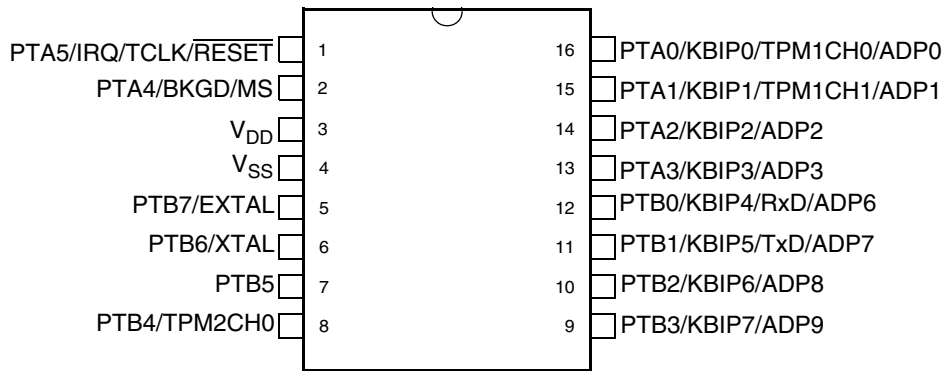 PTA5/IRQ/TCLK/RESET 1 16 PTA0/KBIP0/TPM1CH0/ADP0
PTA4/BKGD/MS 2 15 PTA1/KBIP1/TPM1CH1/ADP1
VDD 3 14 PTA2/KBIP2/ADP2
VSS 4 13 PTA3/KBIP3/ADP3
PTB7/EXTAL 5 12 PTB0/KBIP4/RxD/ADP6
PTB6/XTAL 6 11 PTB1/KBIP5/TxD/ADP7
PTB5 7 10 PTB2/KBIP6/ADP8
PTB4/TPM2CH0 8 9 PTB3/KBIP7/ADP9